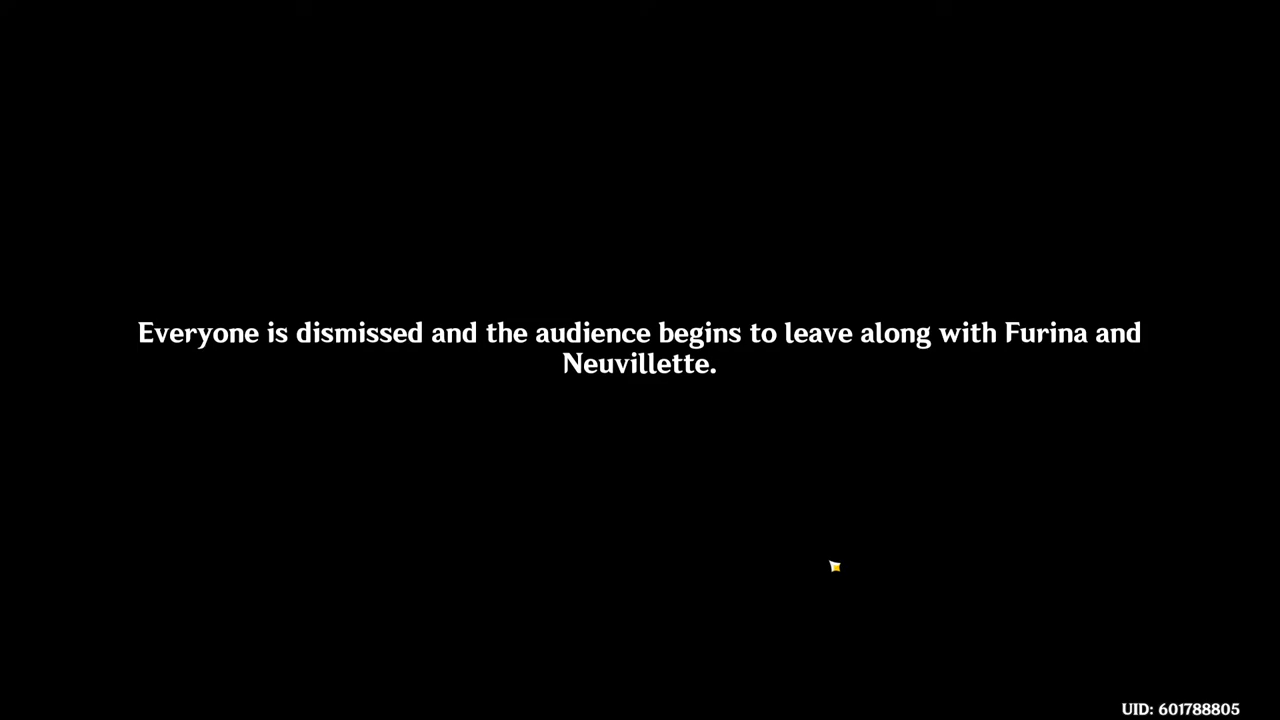 Everyone is dismissed and the audience begins to leave along with Furina and
Neuvillette.
UID: 601788805